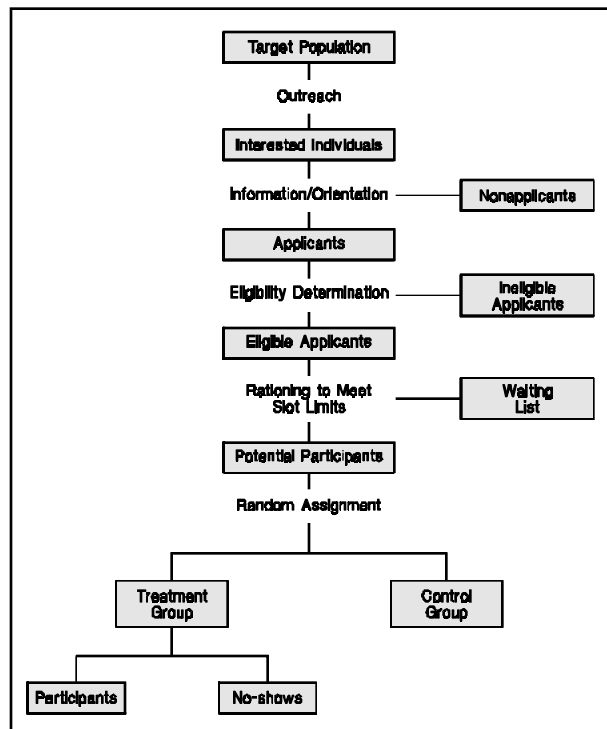 Target Population
Outreach
Interested Individuals
Information/Orientation
Nonapplicants
Applicants
Eligibility Determination
Ineligible
Applicants
Eligible Applicants
Rationing to Meet
Slot Limits
Waiting
List
Potential Participants
Random Assignment
Treatment
Group
Control
Group
Participants
No-shows